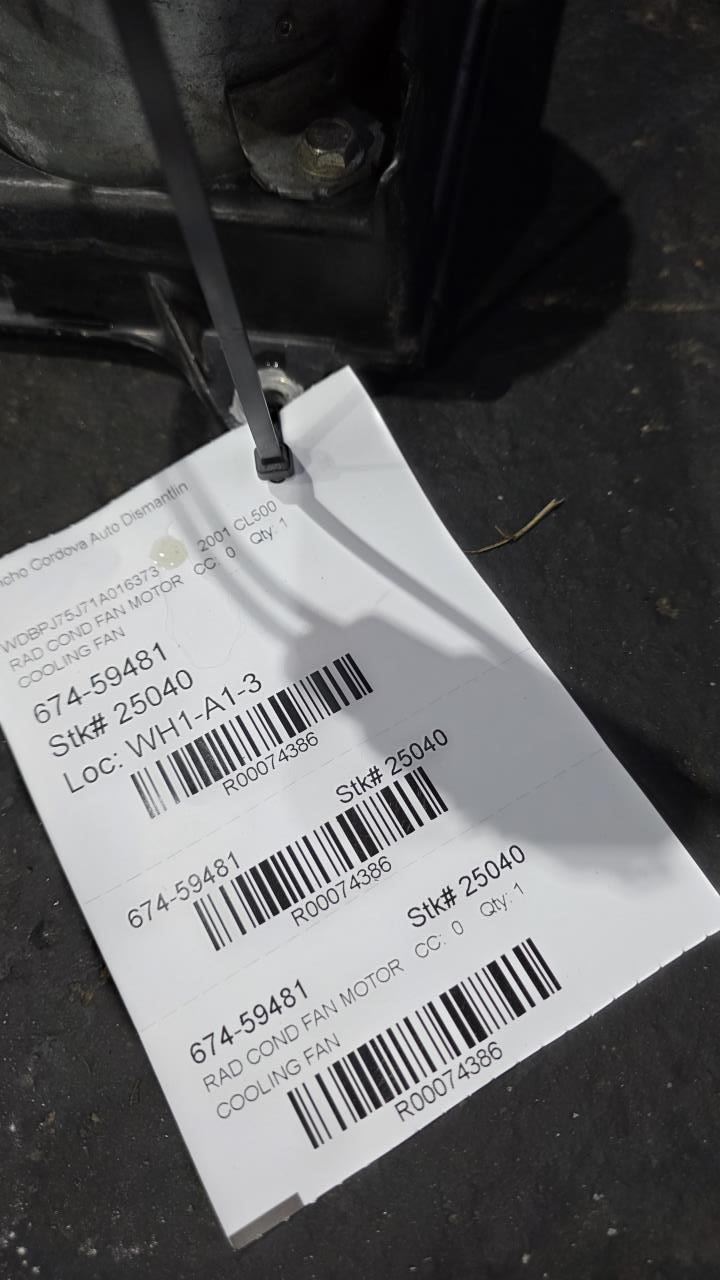 ncho Cordova Auto Dismantlin
WDBPJ75J71A016373 2001 CL500
RAD COND FAN MOTOR CC: 0 Qty: 1
COOLING FAN
674-59481
Stk# 25040
Loc: WH1-A1-3
R00074386
674-59481 Stk# 25040
R00074386
674-59481 Stk# 25040
RAD COND FAN MOTOR CC: 0 Qty: 1
COOLING FAN
R00074386